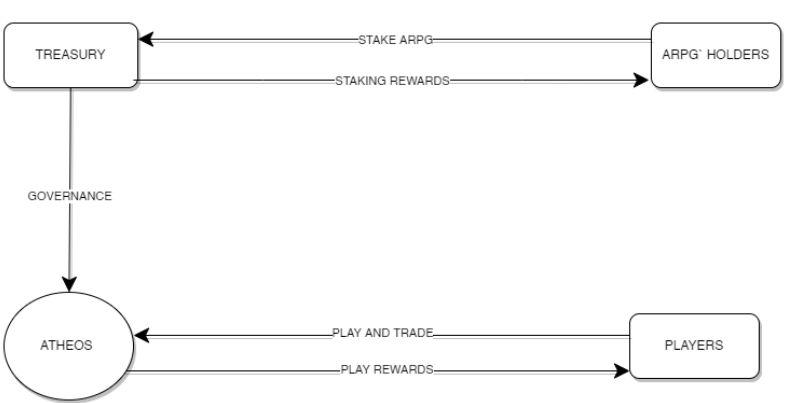 STAKE ARPG
TREASURY
ARPG` HOLDERS
STAKING REWARDS
GOVERNANCE
PLAY AND TRADE
ATHEOS
PLAYERS
PLAY REWARDS